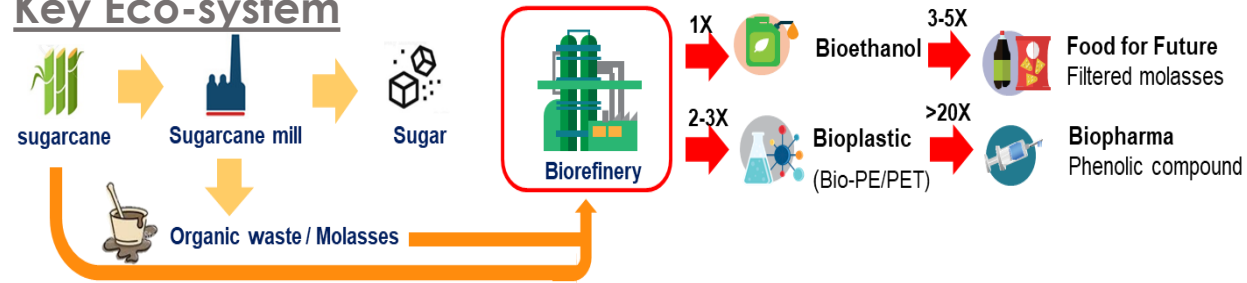 Key Eco-system
sugarcane
Sugarcane mill
Sugar
Organic waste / Molasses
Biorefinery
1X
Bioethanol
3-5X
Food for Future
Filtered molasses
2-3X
Bioplastic
(Bio-PE/PET)
>20X
Biopharma
Phenolic compound